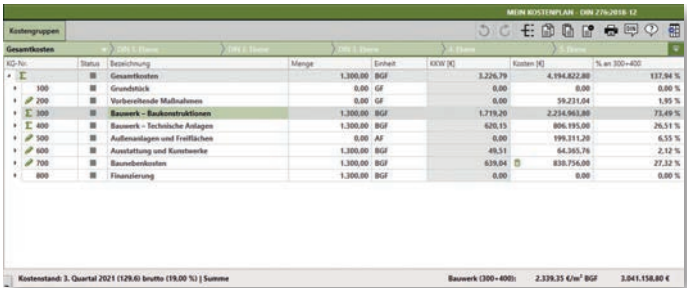 MEIN KOSTENPLAN - DIN 276:2018-12
Kostengruppen
DIN
Gesamtkosten DIN 1. Ebene DIN 2. Ebene DIN 3. Ebene 4. Ebene 5. Ebene
KG-Nr. Status Bezeichnung Menge Einheit KKW [€] Kosten [€] % an 300+400
Σ Gesamtkosten 1.300,00 BGF 3.226,79 4.194.822,80 137,94 %
100 Grundstück 0,00 GF 0,00 0,00 0,00 %
200 Vorbereitende Maßnahmen 0,00 GF 0,00 59.231,04 1,95 %
Σ 300 Bauwerk – Baukonstruktionen 1.300,00 BGF 1.719,20 2.234.963,80 73,49 %
Σ 400 Bauwerk – Technische Anlagen 1.300,00 BGF 620,15 806.195,00 26,51 %
500 Außenanlagen und Freiflächen 0,00 AF 0,00 199.311,20 6,55 %
600 Ausstattung und Kunstwerke 1.300,00 BGF 49,51 64.365,76 2,12 %
700 Baunebenkosten 1.300,00 BGF 639,04 830.756,00 27,32 %
800 Finanzierung 1.300,00 BGF 0,00 0,00 0,00 %
Kostenstand: 3. Quartal 2021 (129,6) brutto (19,00 %) | Summe Bauwerk (300+400): 2.339,35 €/m² BGF 3.041.158,80 €